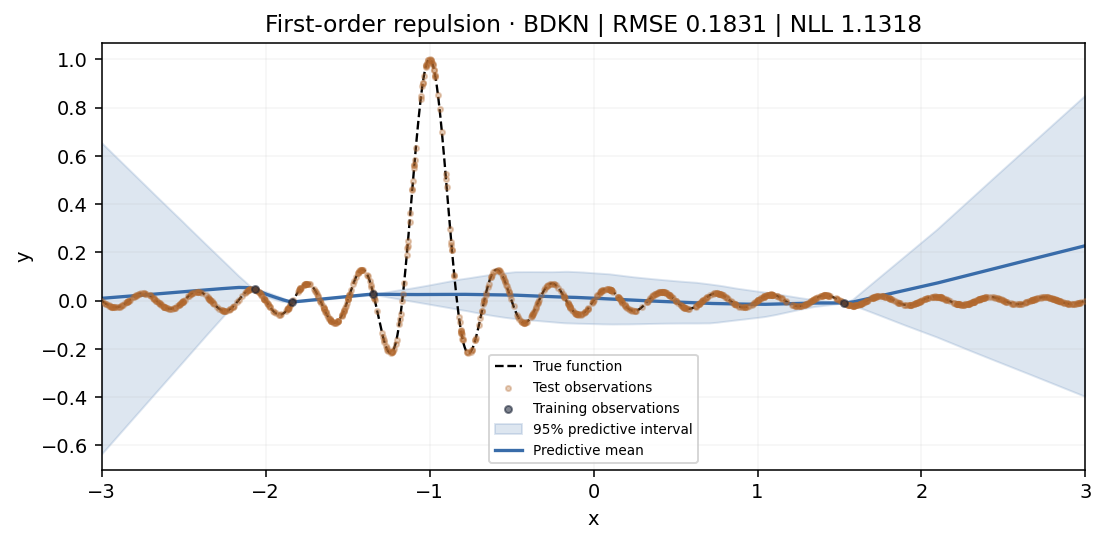 First-order repulsion · BDKN | RMSE 0.1831 | NLL 1.1318
y
1.0
0.8
0.6
0.4
0.2
0.0
−0.2
−0.4
−0.6
True function
Test observations
Training observations
95% predictive interval
Predictive mean
−3
−2
−1
0
1
2
3
x